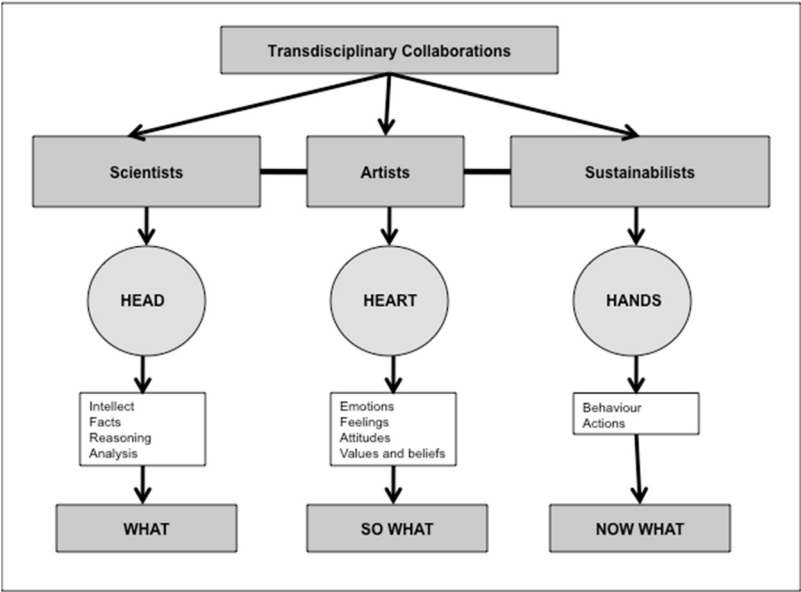 Transdisciplinary Collaborations
Scientists
Artists
Sustainabilists
HEAD
HEART
HANDS
Intellect
Facts
Reasoning
Analysis
Emotions
Feelings
Attitudes
Values and beliefs
Behaviour
Actions
WHAT
SO WHAT
NOW WHAT